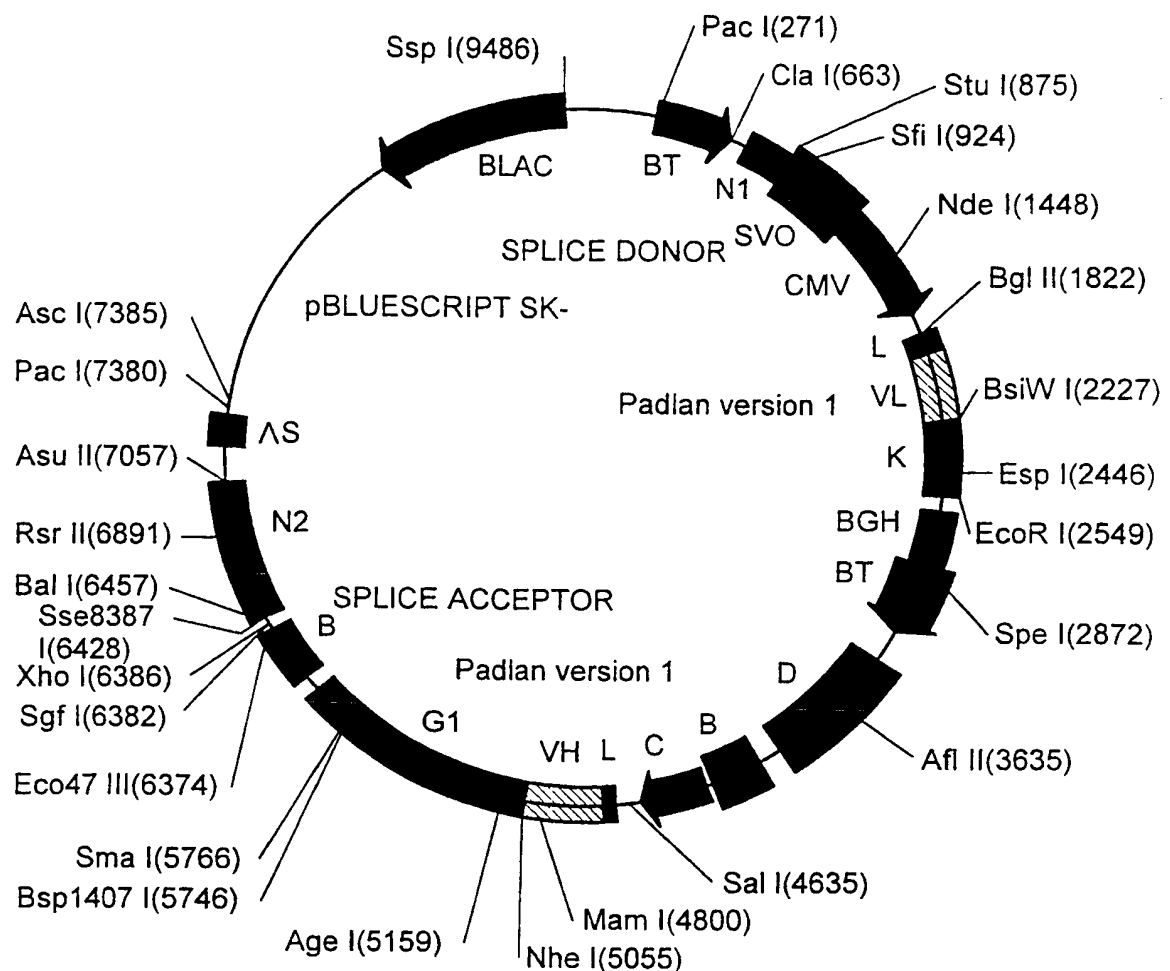 Ssp I(9486)
Pac I(271)
Cla I(663)
Stu I(875)
Sfi I(924)
BLAC
BT
N1
SVO
Nde I(1448)
SPLICE DONOR
CMV
Bgl II(1822)
pBLUESCRIPT SK-
Asc I(7385)
L
Pac I(7380)
VL
BsiW I(2227)
Padlan version 1
ΛS
K
Asu II(7057)
Esp I(2446)
N2
BGH
EcoR I(2549)
Rsr II(6891)
BT
Bal I(6457)
SPLICE ACCEPTOR
Sse8387
I(6428)
B
Spe I(2872)
Xho I(6386)
Padlan version 1
D
Sgf I(6382)
G1
VH
L
C
B
Afl II(3635)
Eco47 III(6374)
Sma I(5766)
Sal I(4635)
Bsp1407 I(5746)
Mam I(4800)
Age I(5159)
Nhe I(5055)